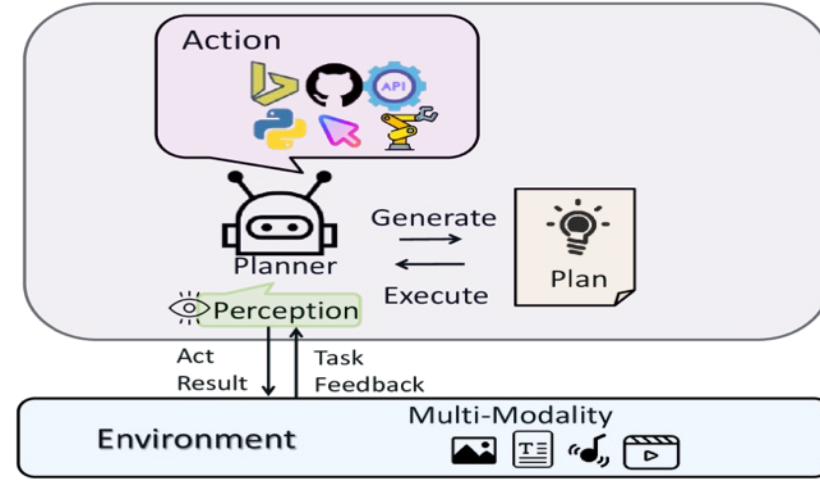 Action
API
Generate
Planner
Plan
Execute
Perception
Act
Result
Task
Feedback
Multi-Modality
Environment
T